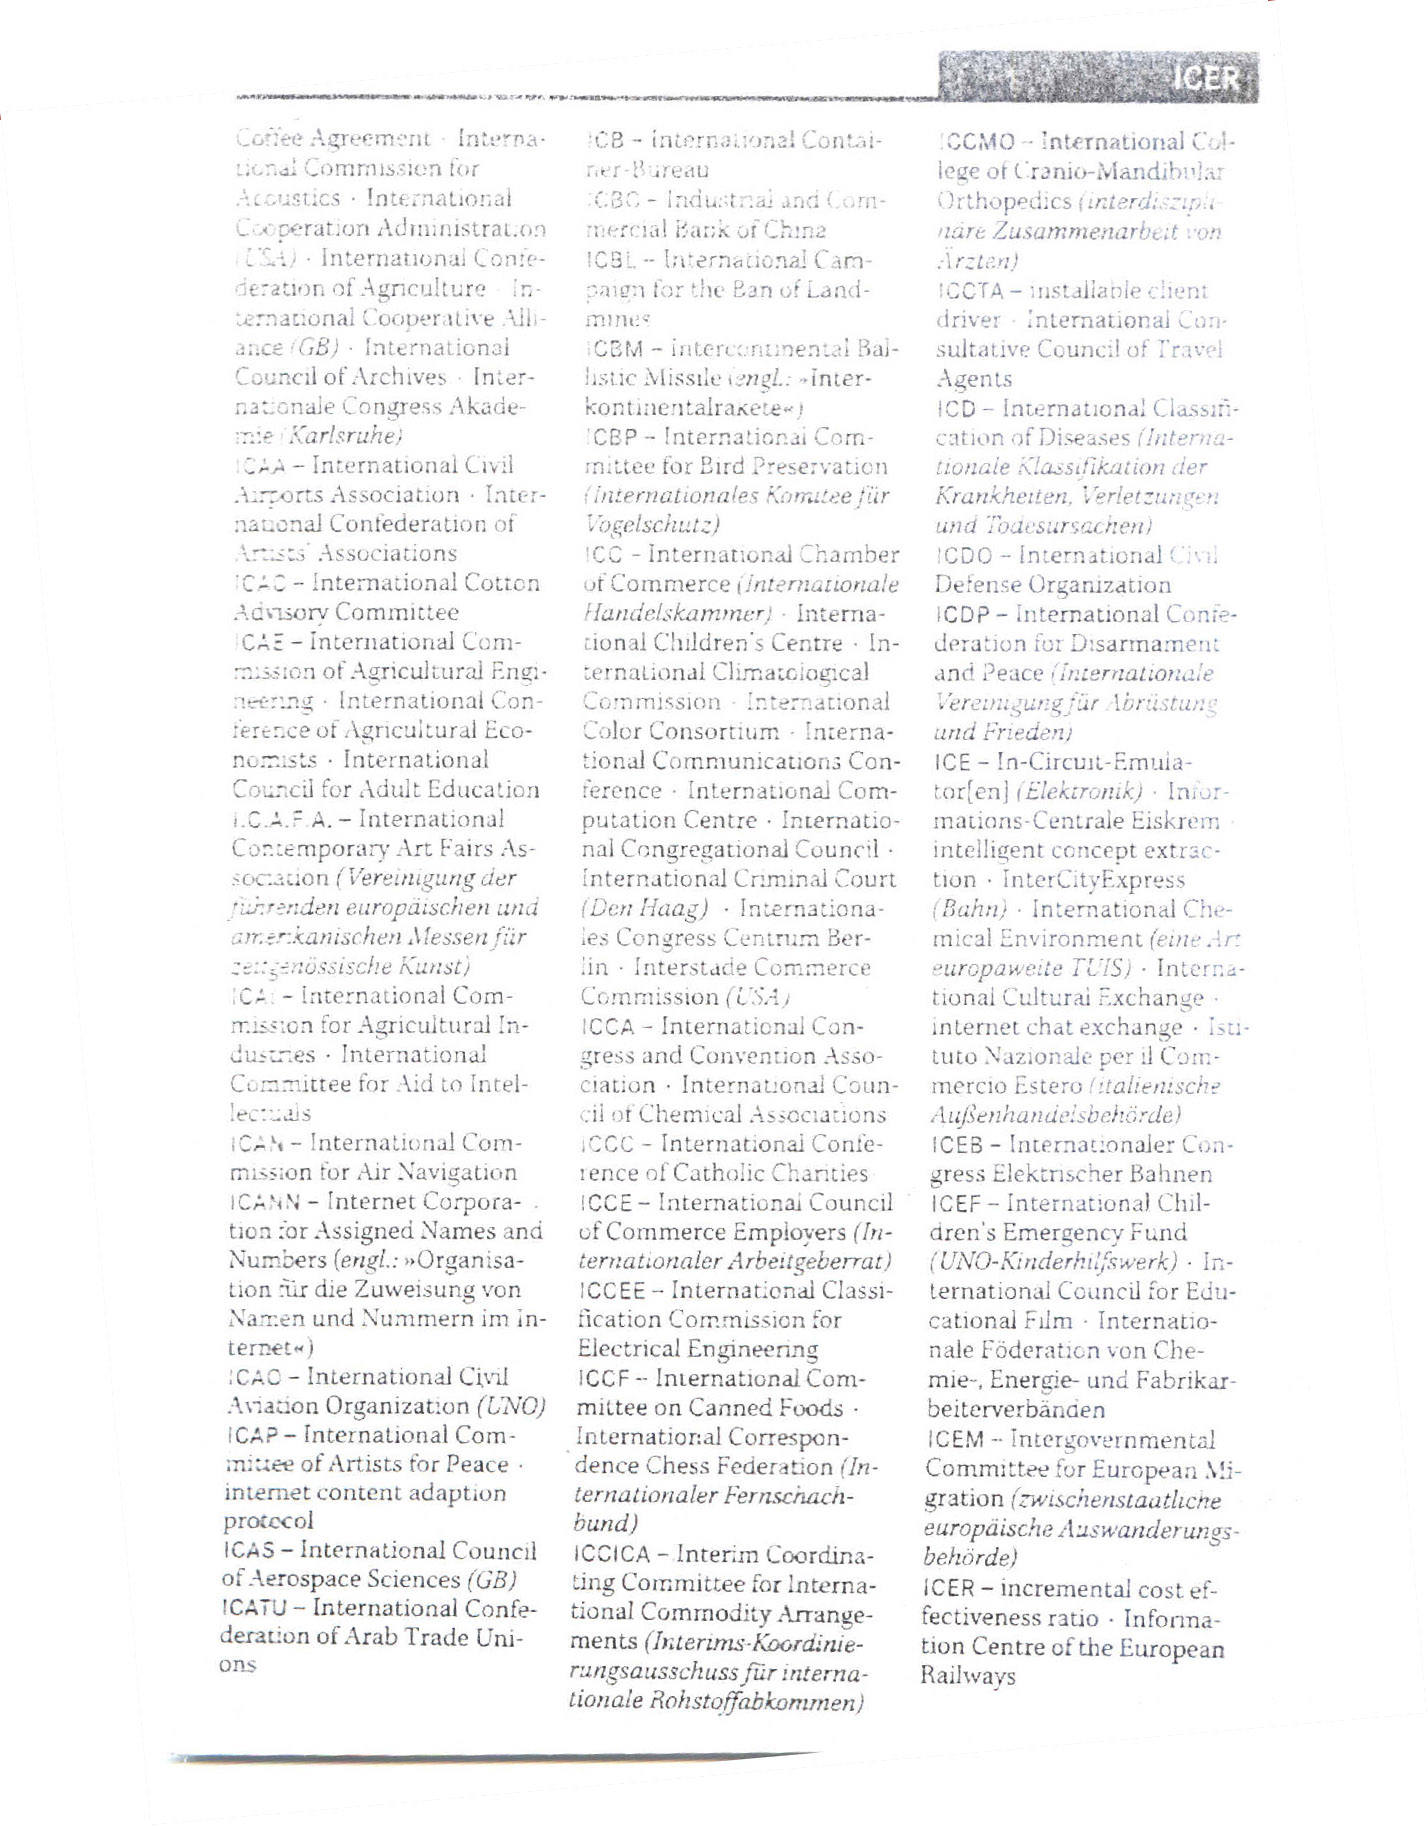 ICER
Coffee Agreement · Interna-
tional Commission for
Accustics · International
Cooperation Administration
(USA) · International Confe-
deration of Agriculture · In-
ternational Cooperative Alli-
ance (GB) · International
Council of Archives · Inter-
nationale Congress Akade-
mie (Karlsruhe)
ICAA – International Civil
Airports Association · Inter-
national Confederation of
Artists' Associations
ICAC – International Cotton
Advisory Committee
ICAE – International Com-
mission of Agricultural Engi-
neering · International Con-
ference of Agricultural Eco-
nomists · International
Council for Adult Education
I.C.A.F.A. – International
Contemporary Art Fairs As-
sociation (Vereinigung der
führenden europäischen und
amerikanischen Messen für
zeitgenössische Kunst)
ICAI – International Com-
mission for Agricultural In-
dustries · International
Committee for Aid to Intel-
lectuals
ICAN – International Com-
mission for Air Navigation
ICANN – Internet Corpora-
tion for Assigned Names and
Numbers (engl.: »Organisa-
tion für die Zuweisung von
Namen und Nummern im In-
ternet«)
ICAO – International Civil
Aviation Organization (UNO)
ICAP – International Com-
mittee of Artists for Peace ·
internet content adaption
protocol
ICAS – International Council
of Aerospace Sciences (GB)
ICATU – International Confe-
deration of Arab Trade Uni-
ons
ICB – international Contai-
ner-Bureau
ICBC – Industrial and Com-
mercial Bank of China
ICBL – International Cam-
paign for the Ban of Land-
mines
ICBM – intercontinental Bal-
listic Missile (engl.: »Inter-
kontinentalrakete«)
ICBP – International Com-
mittee for Bird Preservation
(Internationales Komitee für
Vogelschutz)
ICC – International Chamber
of Commerce (Internationale
Handelskammer) · Interna-
tional Children's Centre · In-
ternational Climatological
Commission · International
Color Consortium · Interna-
tional Communications Con-
ference · International Com-
putation Centre · Internatio-
nal Congregational Council ·
International Criminal Court
(Den Haag) · Internationa-
les Congress Centrum Ber-
lin · Interstade Commerce
Commission (USA)
ICCA – International Con-
gress and Convention Asso-
ciation · International Coun-
cil of Chemical Associations
ICCC – International Confe-
rence of Catholic Charities
ICCE – International Council
of Commerce Employers (In-
ternationaler Arbeitgeberrat)
ICCEE – International Classi-
fication Commission for
Electrical Engineering
ICCF – International Com-
mittee on Canned Foods ·
International Correspon-
dence Chess Federation (In-
ternationaler Fernschach-
bund)
ICCICA – Interim Coordina-
ting Committee for Interna-
tional Commodity Arrange-
ments (Interims-Koordinie-
rungsausschuss für interna-
tionale Rohstoffabkommen)
ICCMO – International Col-
lege of Cranio-Mandibular
Orthopedics (interdiszipli-
näre Zusammenarbeit von
Ärzten)
ICCTA – installable client
driver · International Con-
sultative Council of Travel
Agents
ICD – International Classifi-
cation of Diseases (Interna-
tionale Klassifikation der
Krankheiten, Verletzungen
und Todesursachen)
ICDO – International Civil
Defense Organization
ICDP – International Confe-
deration for Disarmament
and Peace (Internationale
Vereinigung für Abrüstung
und Frieden)
ICE – In-Circuit-Emula-
tor[en] (Elektronik) · Infor-
mations-Centrale Eiskrem ·
intelligent concept extrac-
tion · InterCityExpress
(Bahn) · International Che-
mical Environment (eine Art
europaweite TUIS) · Interna-
tional Cultural Exchange ·
internet chat exchange · Isti-
tuto Nazionale per il Com-
mercio Estero (italienische
Außenhandelsbehörde)
ICEB – Internationaler Con-
gress Elektrischer Bahnen
ICEF – International Chil-
dren's Emergency Fund
(UNO-Kinderhilfswerk) · In-
ternational Council for Edu-
cational Film · Internatio-
nale Föderation von Che-
mie-, Energie- und Fabrikar-
beiterverbänden
ICEM – Intergovernmental
Committee for European Mi-
gration (zwischenstaatliche
europäische Auswanderungs-
behörde)
ICER – incremental cost ef-
fectiveness ratio · Informa-
tion Centre of the European
Railways